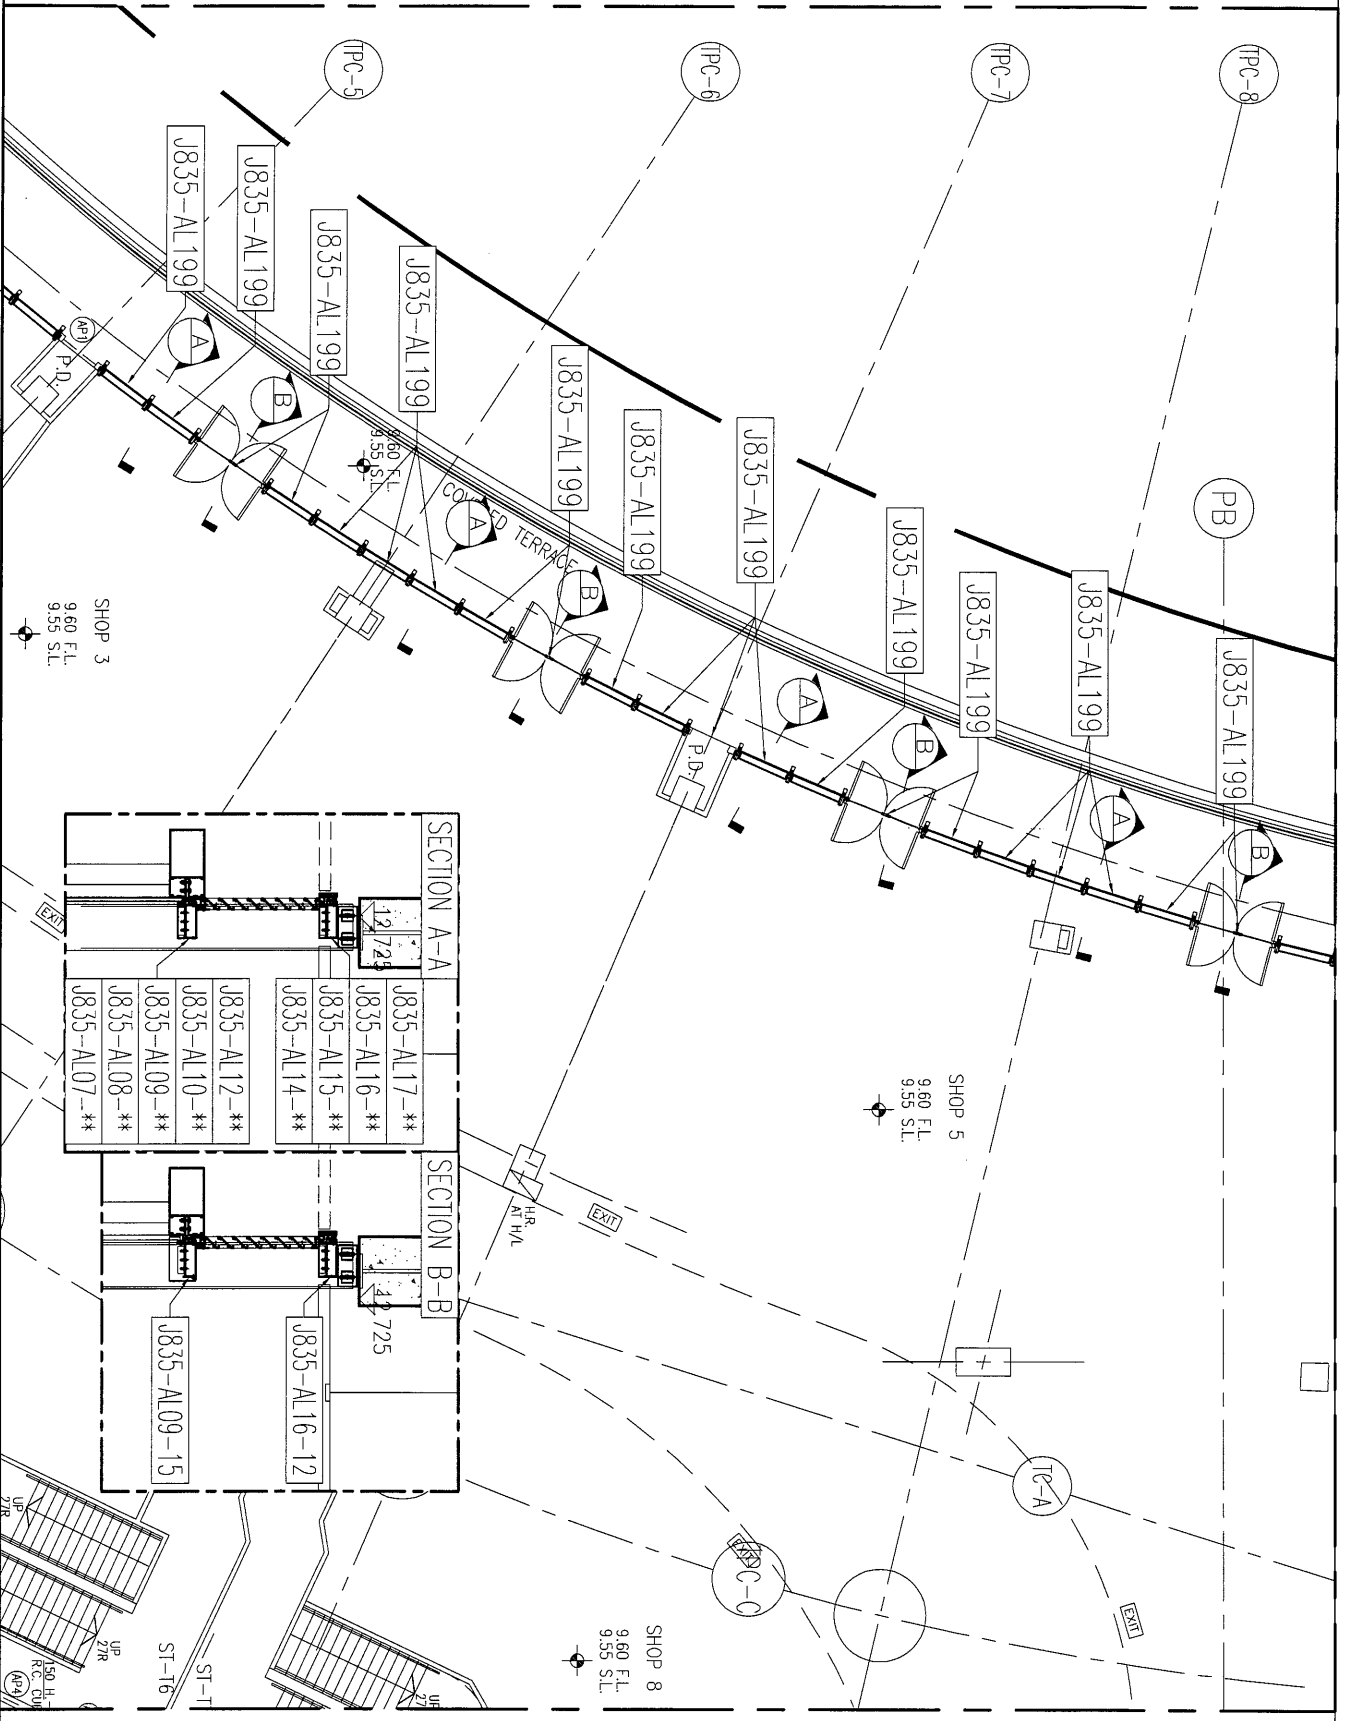 TPC-5
TPC-6
TPC-7
TPC-8
PB
J835-AL199
J835-AL199
J835-AL199
J835-AL199
J835-AL199
J835-AL199
J835-AL199
J835-AL199
J835-AL199
J835-AL199
J835-AL199
A
B
A
B
A
B
A
B
AP1
P.D.
P.D.
9.60 F.L.
9.55 S.L.
TERRACE
SHOP 3
9.60 F.L.
9.55 S.L.
SHOP 5
9.60 F.L.
9.55 S.L.
SHOP 8
9.60 F.L.
9.55 S.L.
SECTION A-A
12.725
J835-AL17-**
J835-AL16-**
J835-AL15-**
J835-AL14-**
J835-AL12-**
J835-AL10-**
J835-AL09-**
J835-AL08-**
J835-AL07-**
SECTION B-B
12.725
J835-AL16-12
J835-AL09-15
H.R.
AT H/L
EXIT
EXIT
EXIT
EXIT
TC-A
PC-C
UP
27R
UP
27R
UP
27
ST-T6
ST-T
150 H.
R.C. CU
AP4